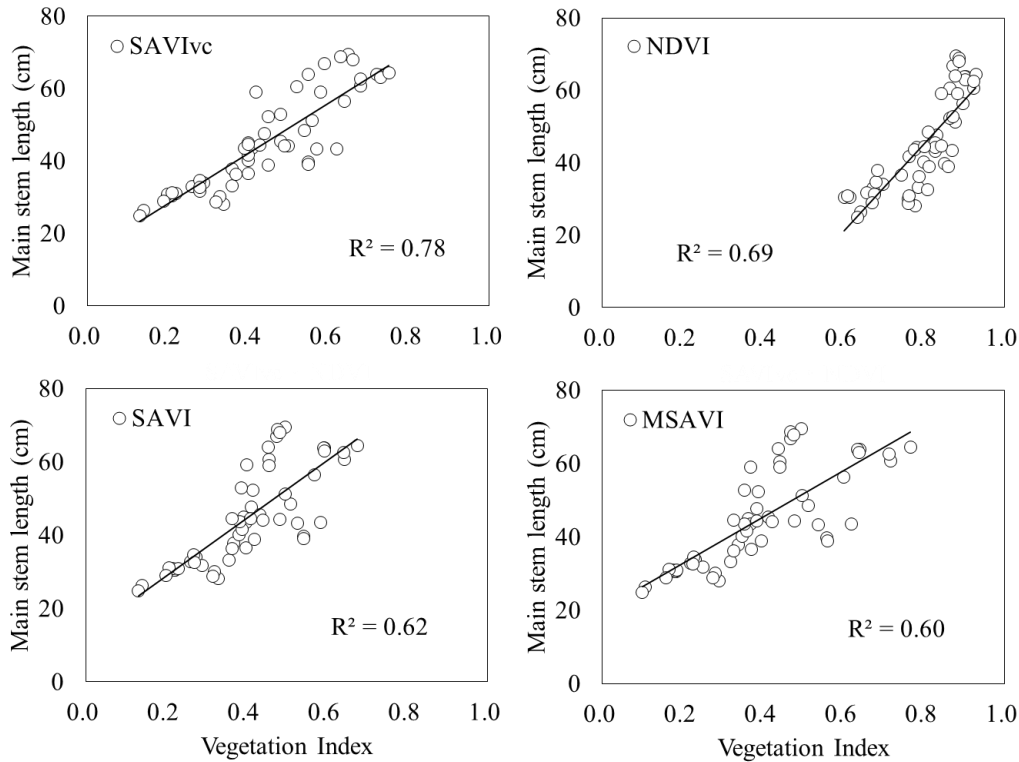 SAVIvc
Main stem length (cm)
80
60
40
20
0
R² = 0.78
0.0 0.2 0.4 0.6 0.8 1.0
NDVI
Main stem length (cm)
80
60
40
20
0
R² = 0.69
0.0 0.2 0.4 0.6 0.8 1.0
SAVI
Main stem length (cm)
80
60
40
20
0
R² = 0.62
0.0 0.2 0.4 0.6 0.8 1.0
Vegetation Index
MSAVI
Main stem length (cm)
80
60
40
20
0
R² = 0.60
0.0 0.2 0.4 0.6 0.8 1.0
Vegetation Index